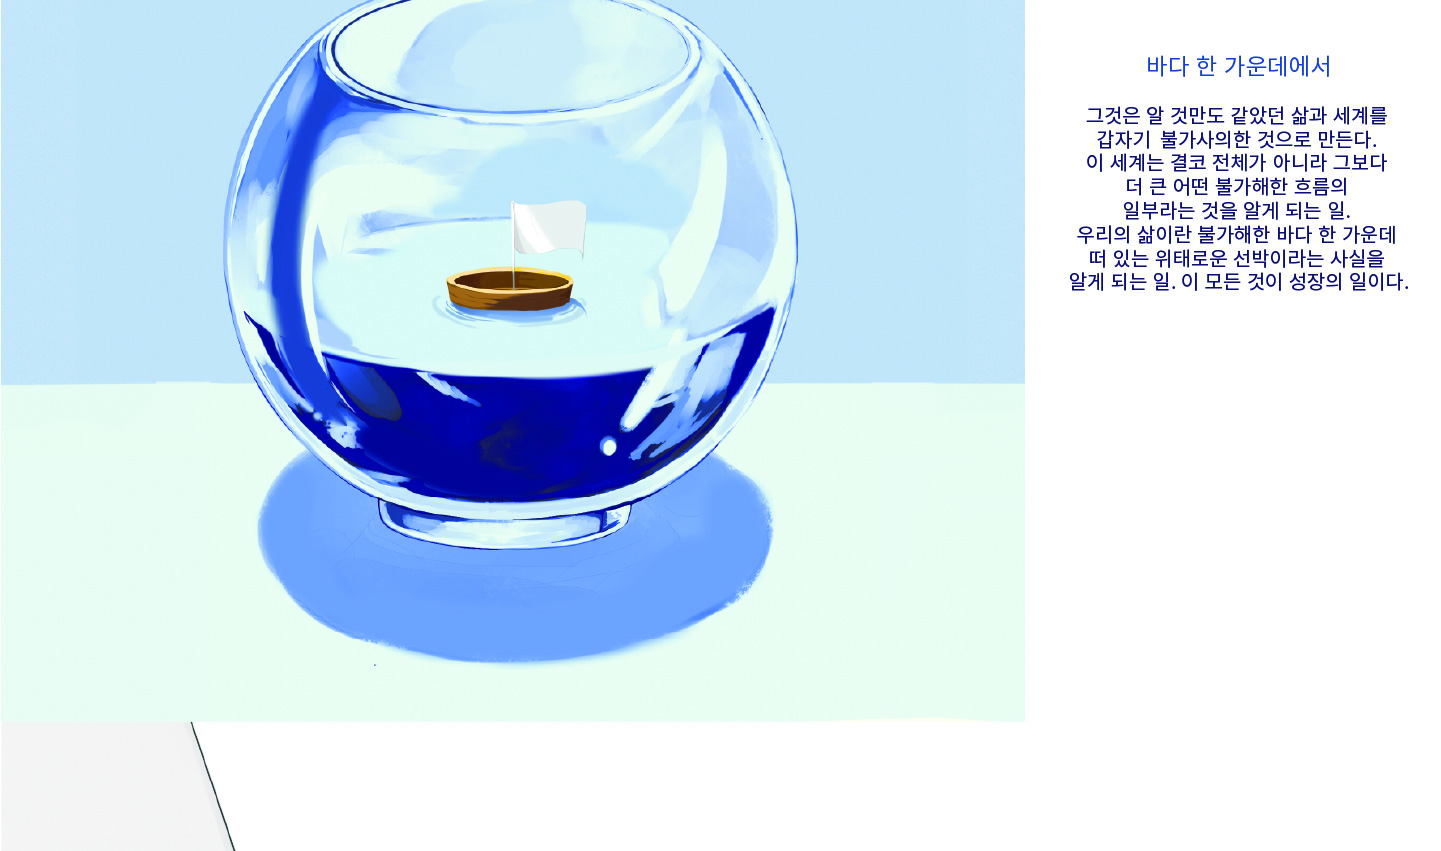 바다 한 가운데에서
그것은 알 것만도 같았던 삶과 세계를
갑자기 불가사의한 것으로 만든다.
이 세계는 결코 전체가 아니라 그보다
더 큰 어떤 불가해한 흐름의
일부라는 것을 알게 되는 일.
우리의 삶이란 불가해한 바다 한 가운데
떠 있는 위태로운 선박이라는 사실을
알게 되는 일. 이 모든 것이 성장의 일이다.